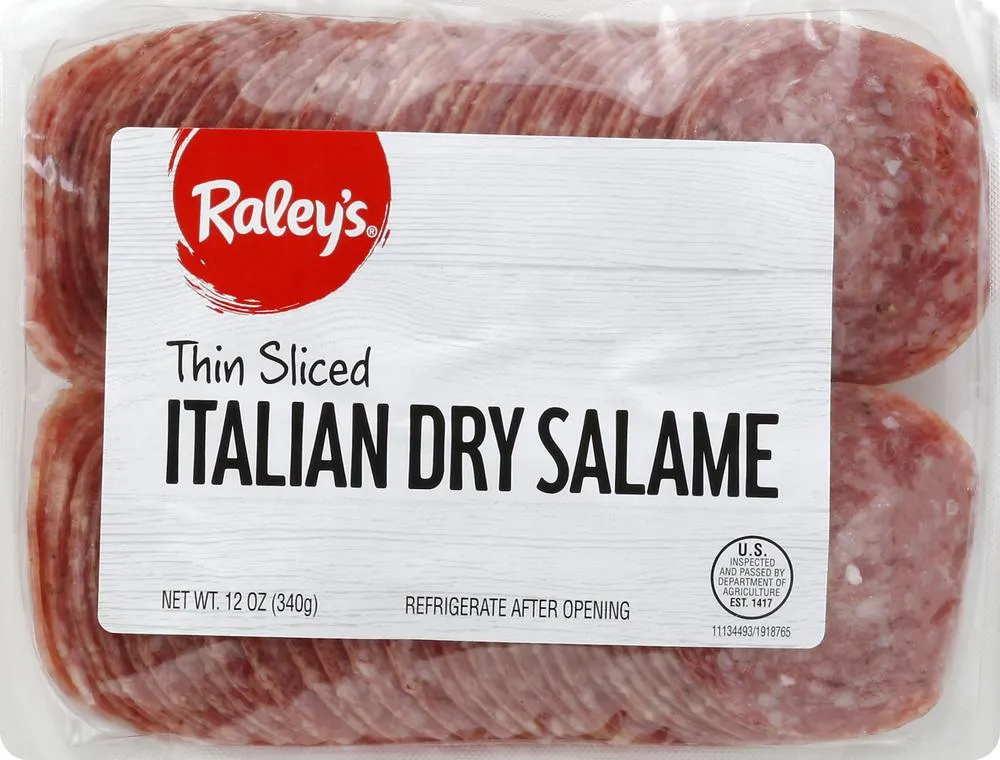 Raley's®
Thin Sliced
ITALIAN DRY SALAME
NET WT. 12 OZ (340g)
REFRIGERATE AFTER OPENING
U.S.
INSPECTED
AND PASSED BY
DEPARTMENT OF
AGRICULTURE
EST. 1417
11134493/1918765